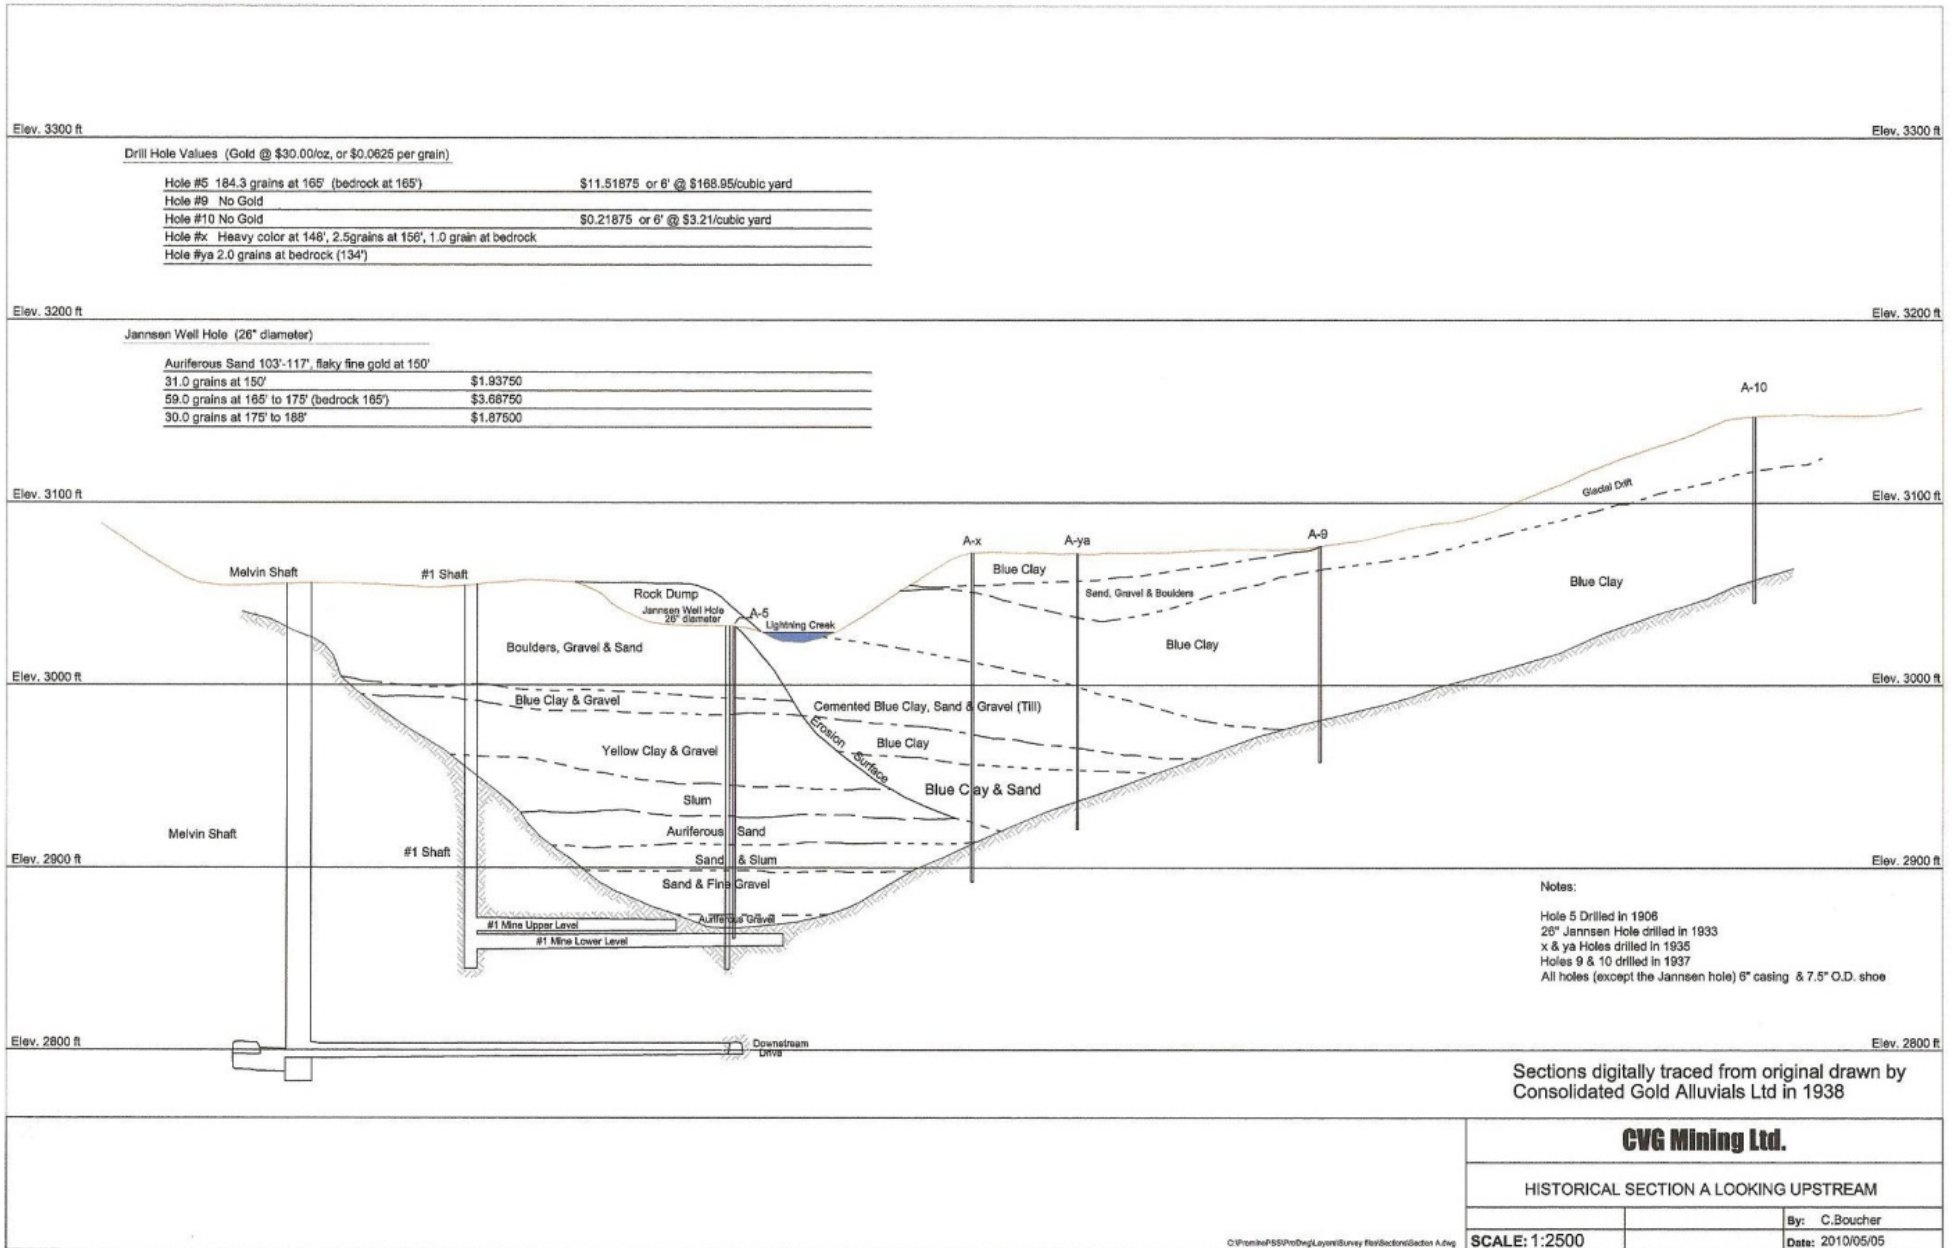 Elev. 3300 ft
Elev. 3300 ft
Drill Hole Values (Gold @ $30.00/oz, or $0.0625 per grain)
Hole #5 184.3 grains at 165' (bedrock at 165') $11.51875 or 6' @ $168.95/cubic yard
Hole #9 No Gold
Hole #10 No Gold $0.21875 or 6' @ $3.21/cubic yard
Hole #x Heavy color at 148', 2.5grains at 156', 1.0 grain at bedrock
Hole #ya 2.0 grains at bedrock (134')
Elev. 3200 ft
Elev. 3200 ft
Jannsen Well Hole (26" diameter)
Auriferous Sand 103'-117', flaky fine gold at 150'
31.0 grains at 150' $1.93750
59.0 grains at 165' to 175' (bedrock 165') $3.68750
30.0 grains at 175' to 188' $1.87500
A-10
Elev. 3100 ft
Elev. 3100 ft
Glacial Drift
A-x
A-ya
A-9
Melvin Shaft
#1 Shaft
Blue Clay
Blue Clay
Rock Dump
Sand, Gravel & Boulders
Jannsen Well Hole
26" diameter
A-5
Lightning Creek
Boulders, Gravel & Sand
Blue Clay
Elev. 3000 ft
Elev. 3000 ft
Blue Clay & Gravel
Cemented Blue Clay, Sand & Gravel (Till)
Erosion Surface
Blue Clay
Yellow Clay & Gravel
Blue Clay & Sand
Slum
Melvin Shaft
Auriferous Sand
#1 Shaft
Sand & Slum
Elev. 2900 ft
Elev. 2900 ft
Sand & Fine Gravel
Auriferous Gravel
#1 Mine Upper Level
#1 Mine Lower Level
Notes:
Hole 5 Drilled in 1906
26" Jannsen Hole drilled in 1933
x & ya Holes drilled in 1935
Holes 9 & 10 drilled in 1937
All holes (except the Jannsen hole) 6" casing & 7.5" O.D. shoe
Elev. 2800 ft
Elev. 2800 ft
Downstream
Drive
Sections digitally traced from original drawn by
Consolidated Gold Alluvials Ltd in 1938
CVG Mining Ltd.
HISTORICAL SECTION A LOOKING UPSTREAM
By: C.Boucher
SCALE: 1:2500
Date: 2010/05/05
C:\ProminePSS\ProDwg\Layers\Survey files\Sections\Section A.dwg